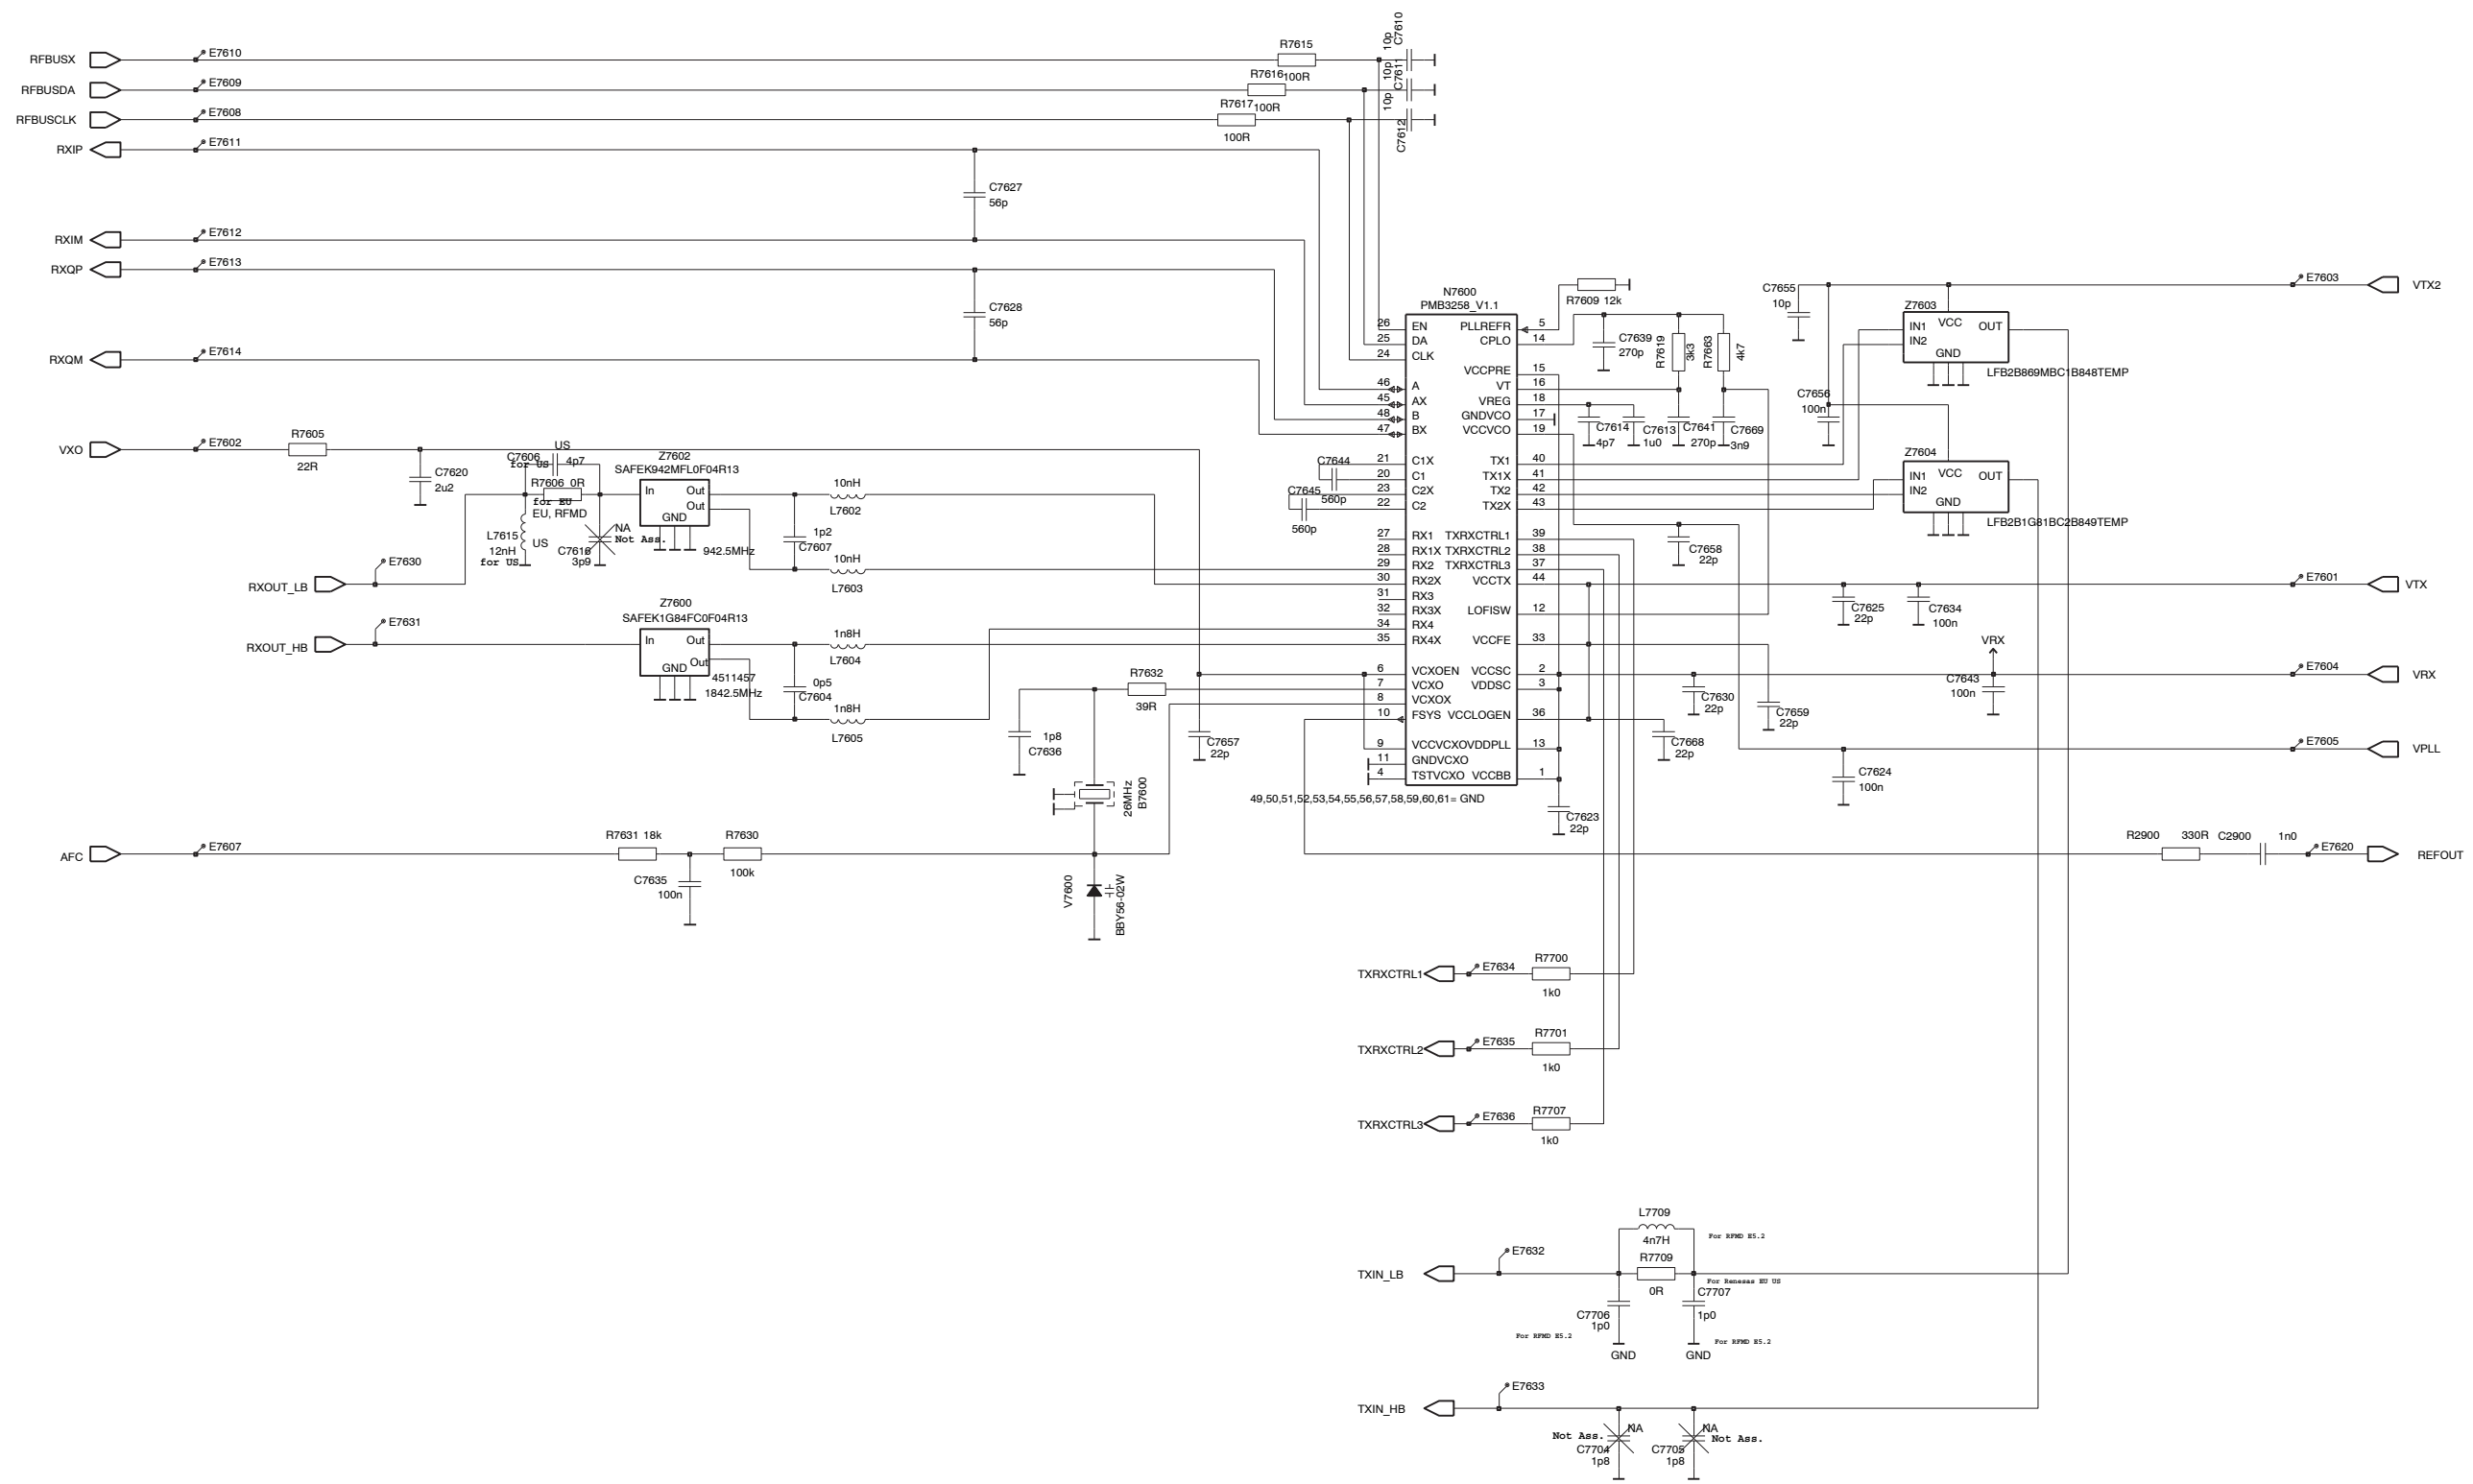 RFBUSX
E7610
R7615
100R
C7610
10p
RFBUSDA
E7609
R7616
100R
C7611
10p
RFBUSCLK
E7608
R7617
100R
C7612
10p
RXIP
E7611
C7627
56p
RXIM
E7612
RXQP
E7613
C7628
56p
RXQM
E7614
VXO
E7602
R7605
22R
C7620
2u2
US
C7606
4p7
for US
R7606 0R
for EU
EU, RFMD
L7615
12nH
US
for US
C7616
3p9
NA
Not Ass.
Z7602
SAFEK942MFL0F04R13
In
Out
Out
GND
942.5MHz
10nH
L7602
1p2
C7607
10nH
L7603
RXOUT_LB
E7630
RXOUT_HB
E7631
Z7600
SAFEK1G84FC0F04R13
In
Out
Out
GND
4511457
1842.5MHz
1n8H
L7604
0p5
C7604
1n8H
L7605
R7632
39R
1p8
C7636
26MHz
B7600
C7657
22p
AFC
E7607
R7631 18k
C7635
100n
R7630
100k
V7600
BBY56-02W
C7644
560p
C7645
560p
N7600
PMB3258_V1.1
26 EN PLLREFR 5
25 DA CPLO 14
24 CLK
VCCPRE 15
46 A VT 16
45 AX VREG 18
48 B GNDVCO 17
47 BX VCCVCO 19
21 C1X TX1 40
20 C1 TX1X 41
23 C2X TX2 42
22 C2 TX2X 43
27 RX1 TXRXCTRL1 39
28 RX1X TXRXCTRL2 38
29 RX2 TXRXCTRL3 37
30 RX2X VCCTX 44
31 RX3
32 RX3X LOFISW 12
34 RX4
35 RX4X VCCFE 33
6 VCXOEN VCCSC 2
7 VCXO VDDSC 3
8 VCXOX
10 FSYS VCCLOGEN 36
9 VCCVCXO VDDPLL 13
11 GNDVCXO
4 TSTVCXO VCCBB 1
49,50,51,52,53,54,55,56,57,58,59,60,61= GND
R7609 12k
C7639
270p
R7619
3k3
R7663
4k7
C7614
4p7
C7613
1u0
C7641
270p
C7669
3n9
C7655
10p
C7656
100n
E7603
VTX2
Z7603
IN1 VCC OUT
IN2
GND
LFB2B869MBC1B848TEMP
Z7604
IN1 VCC OUT
IN2
GND
LFB2B1G81BC2B849TEMP
C7658
22p
E7601
VTX
C7625
22p
C7634
100n
VRX
E7604
VRX
C7643
100n
C7630
22p
C7659
22p
C7668
22p
E7605
VPLL
C7624
100n
C7623
22p
R2900
330R
C2900
1n0
E7620
REFOUT
TXRXCTRL1
E7634
R7700
1k0
TXRXCTRL2
E7635
R7701
1k0
TXRXCTRL3
E7636
R7707
1k0
L7709
4n7H
For RFMD E5.2
R7709
0R
For Renesas EU US
TXIN_LB
E7632
C7706
1p0
For RFMD E5.2
GND
C7707
1p0
For RFMD E5.2
GND
TXIN_HB
E7633
Not Ass.
NA
C7704
1p8
NA
Not Ass.
C7705
1p8